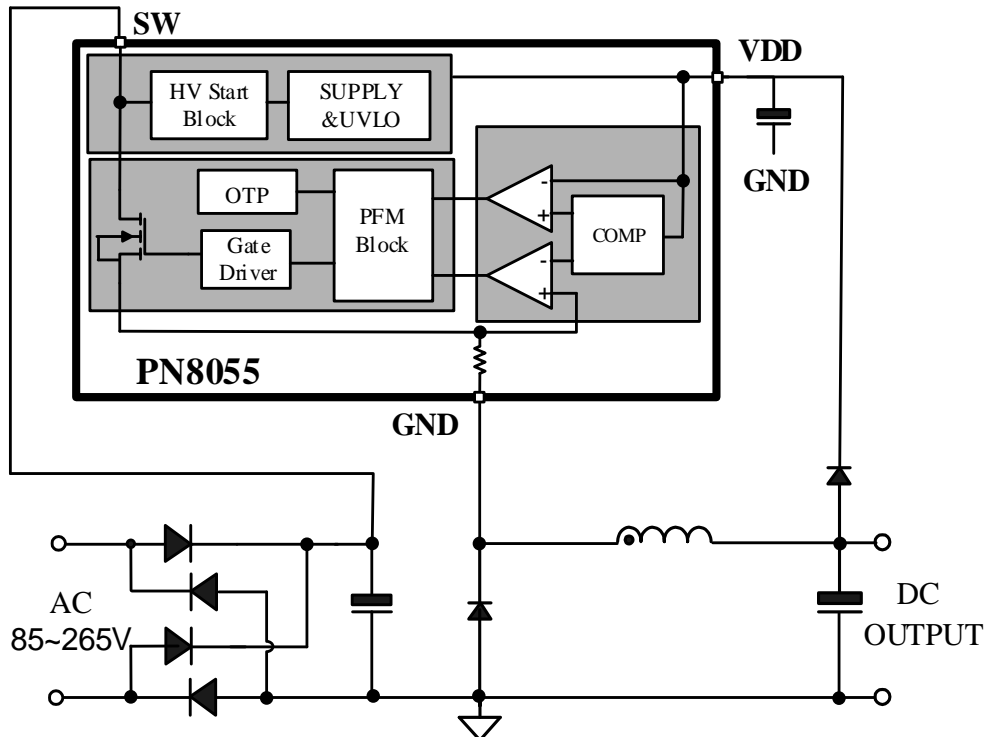 SW
VDD
HV Start
Block
SUPPLY
&UVLO
GND
OTP
PFM
Block
Gate
Driver
-
+
COMP
-
+
PN8055
GND
AC
85~265V
DC
OUTPUT